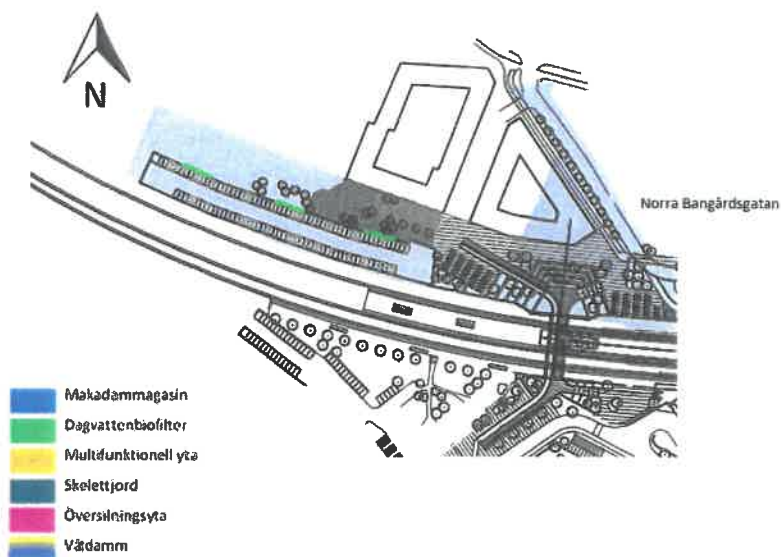 N
Norra Bangårdsgatan
Makadammagasin
Dagvattenbiofilter
Multifunktionell yta
Skelettjord
Översilningsyta
Våtdamm